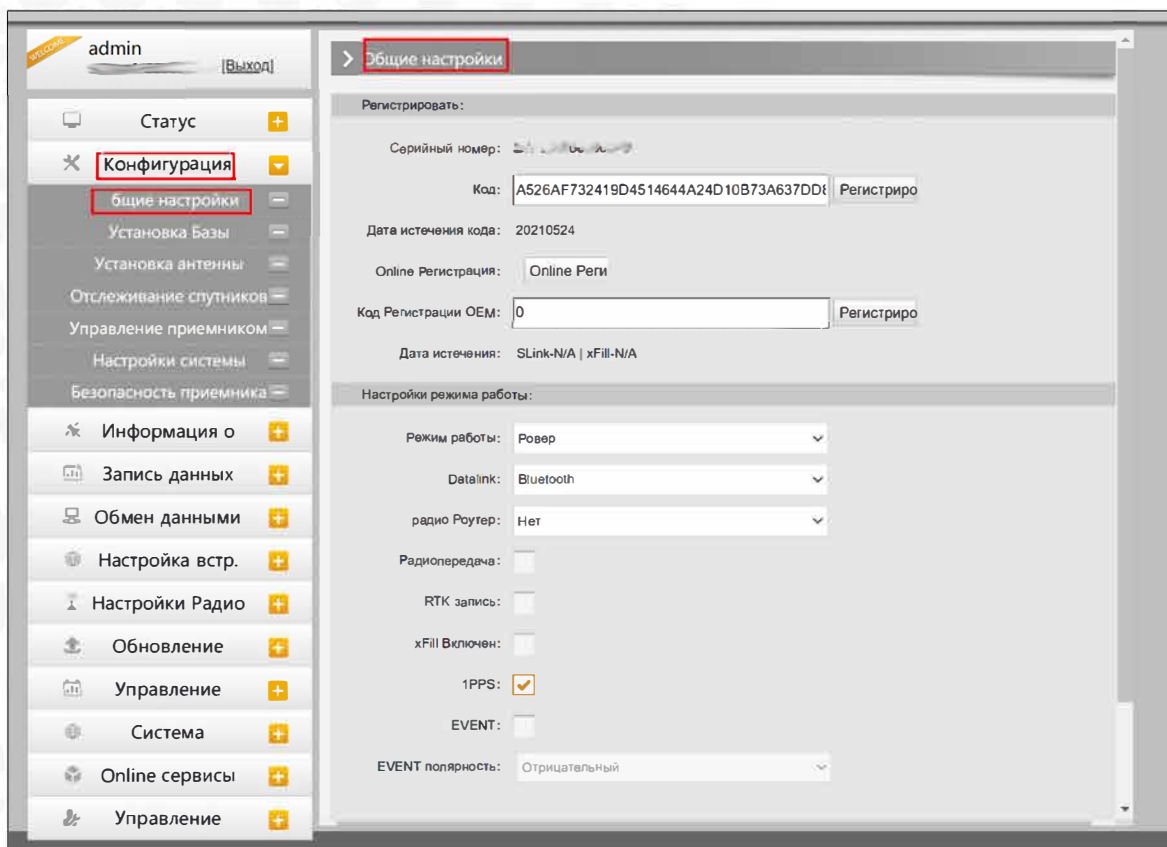 WELCOME
admin
[Выход]
Статус
Конфигурация
бщие настройки
Установка Базы
Установка антенны
Отслеживание спутников
Управление приемником
Настройки системы
Безопасность приемника
Информация о
Запись данных
Обмен данными
Настройка встр.
Настройки Радио
Обновление
Управление
Система
Online сервисы
Управление
Общие настройки
Регистрировать:
Серийный номер:
Код: A526AF732419D4514644A24D10B73A637DD8 Регистриро
Дата истечения кода: 20210524
Online Регистрация: Online Реги
Код Регистрации OEM: 0 Регистриро
Дата истечения: SLink-N/A | xFill-N/A
Настройки режима работы:
Режим работы: Ровер
Datalink: Bluetooth
радио Роутер: Нет
Радиопередача:
RTK запись:
xFill Включен:
1PPS:
EVENT:
EVENT полярность: Отрицательный